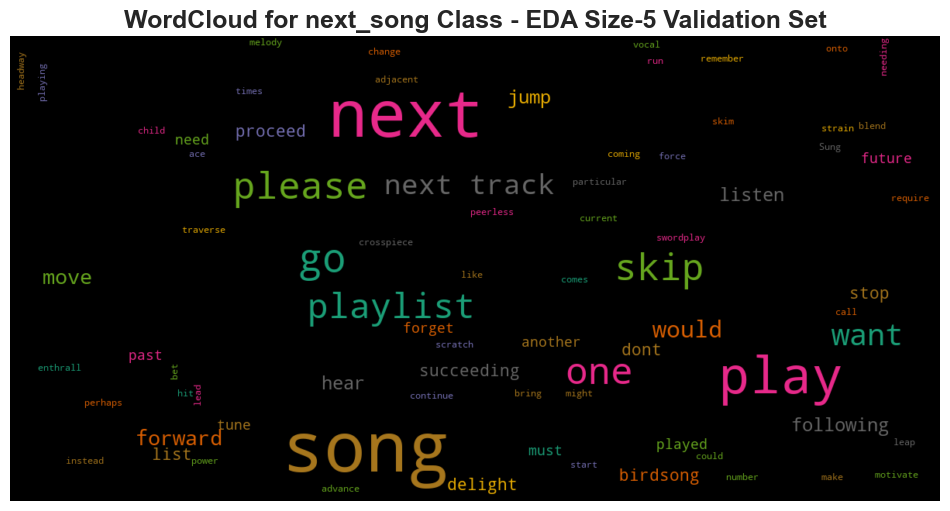 WordCloud for next_song Class - EDA Size-5 Validation Set
melody
vocal
change
onto
headway
playing
run
remember
needing
adjacent
times
next
jump
child
need
proceed
skim
strain
blend
ace
coming
force
Sung
future
please
next track
particular
listen
require
peerless
current
traverse
swordplay
crosspiece
go
skip
move
like
comes
stop
playlist
call
forget
would
want
scratch
another
dont
past
enthrall
bet
succeeding
one
play
hear
hit
lead
continue
bring
might
perhaps
tune
following
forward
song
played
leap
list
must
could
instead
power
start
birdsong
number
make
motivate
advance
delight